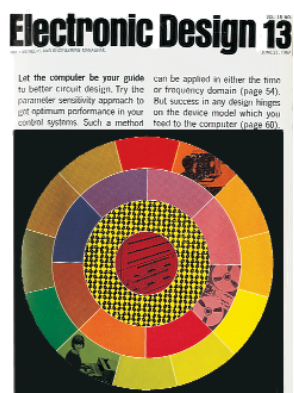 Electronic Design 13
Let the computer be your guide
to better circuit design. Try the
parameter sensitivity approach to
get optimum performance in your
control systems. Such a method
can be applied in either the time
or frequency domain (page 54).
But success in any design hinges
on the device model which you
feed to the computer (page 60).